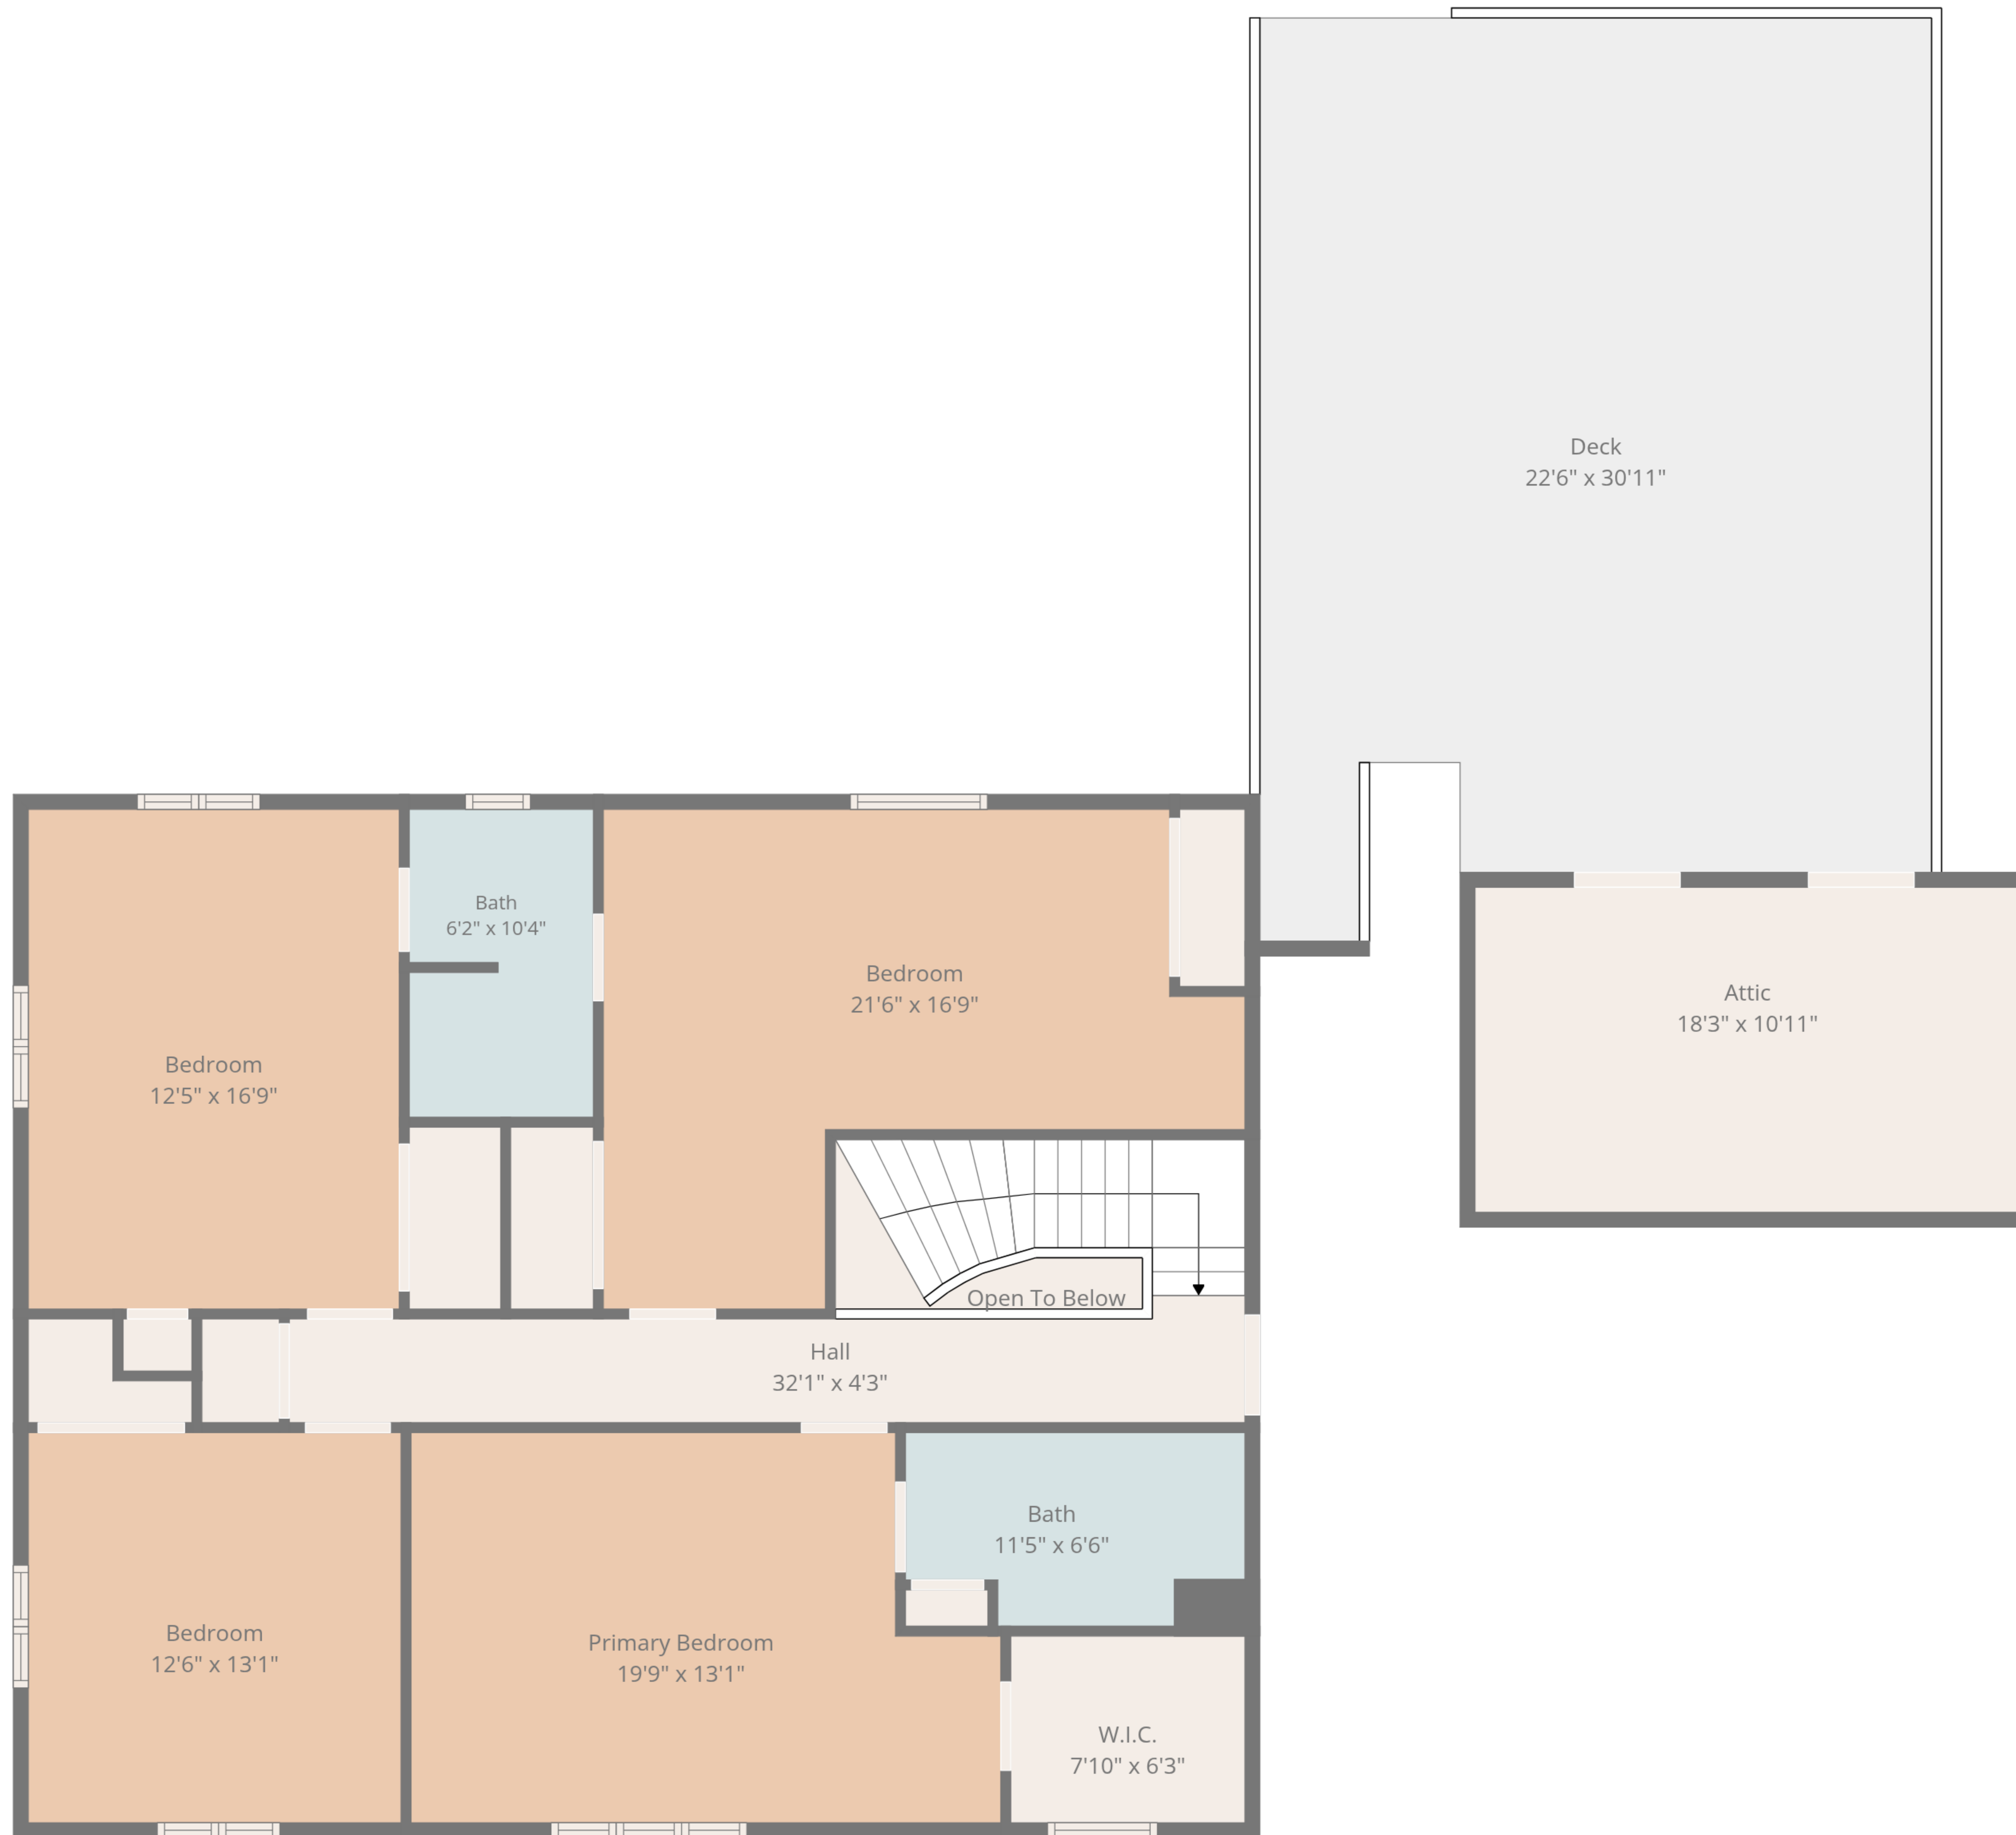 Deck
22'6" x 30'11"
Bath
6'2" x 10'4"
Bedroom
21'6" x 16'9"
Attic
18'3" x 10'11"
Bedroom
12'5" x 16'9"
Open To Below
Hall
32'1" x 4'3"
Bath
11'5" x 6'6"
Bedroom
12'6" x 13'1"
Primary Bedroom
19'9" x 13'1"
W.I.C.
7'10" x 6'3"